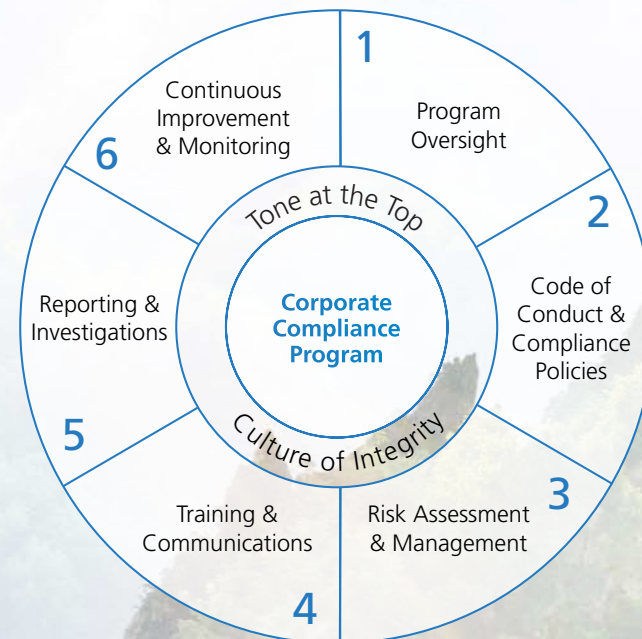 1
Program
Oversight
2
Code of
Conduct &
Compliance
Policies
3
Risk Assessment
& Management
4
Training &
Communications
5
Reporting &
Investigations
6
Continuous
Improvement
& Monitoring
Tone at the Top
Corporate
Compliance
Program
Culture of Integrity